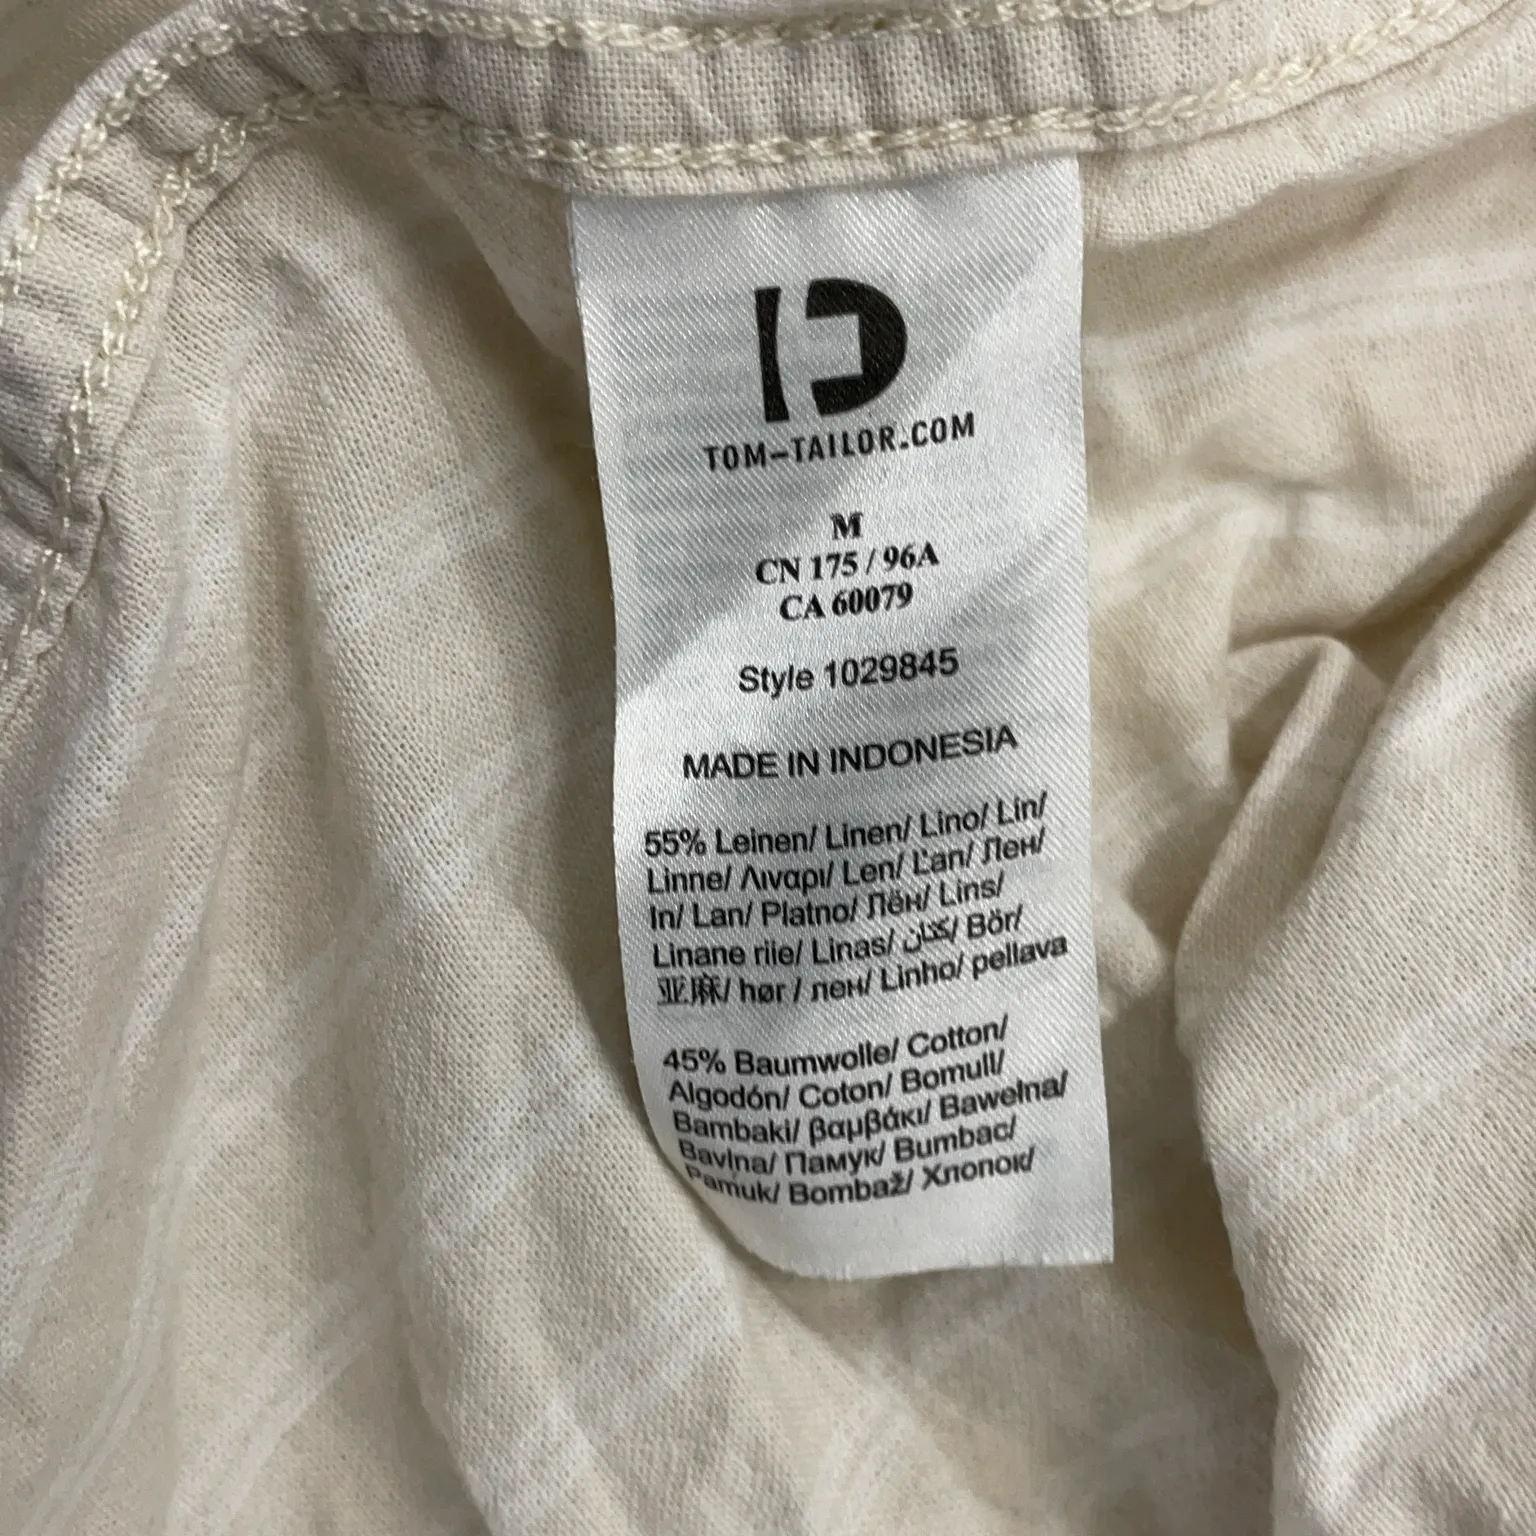 TOM-TAILOR.COM
M
CN 175 / 96A
CA 60079
Style 1029845
MADE IN INDONESIA
55% Leinen/ Linen/ Lino/ Lin/
Linne/ Λιναρι/ Len/ Ľan/ Лен/
In/ Lan/ Platno/ Лён/ Lins/
Linane riie/ Linas/ كتان/ Bör/
亚麻/ hør / лен/ Linho/ pellava
45% Baumwolle/ Cotton/
Algodón/ Coton/ Bomull/
Bambaki/ βαμβάκι/ Bawełna/
Bavlna/ Памук/ Bumbac/
Pamuk/ Bombaž/ Хлопок/